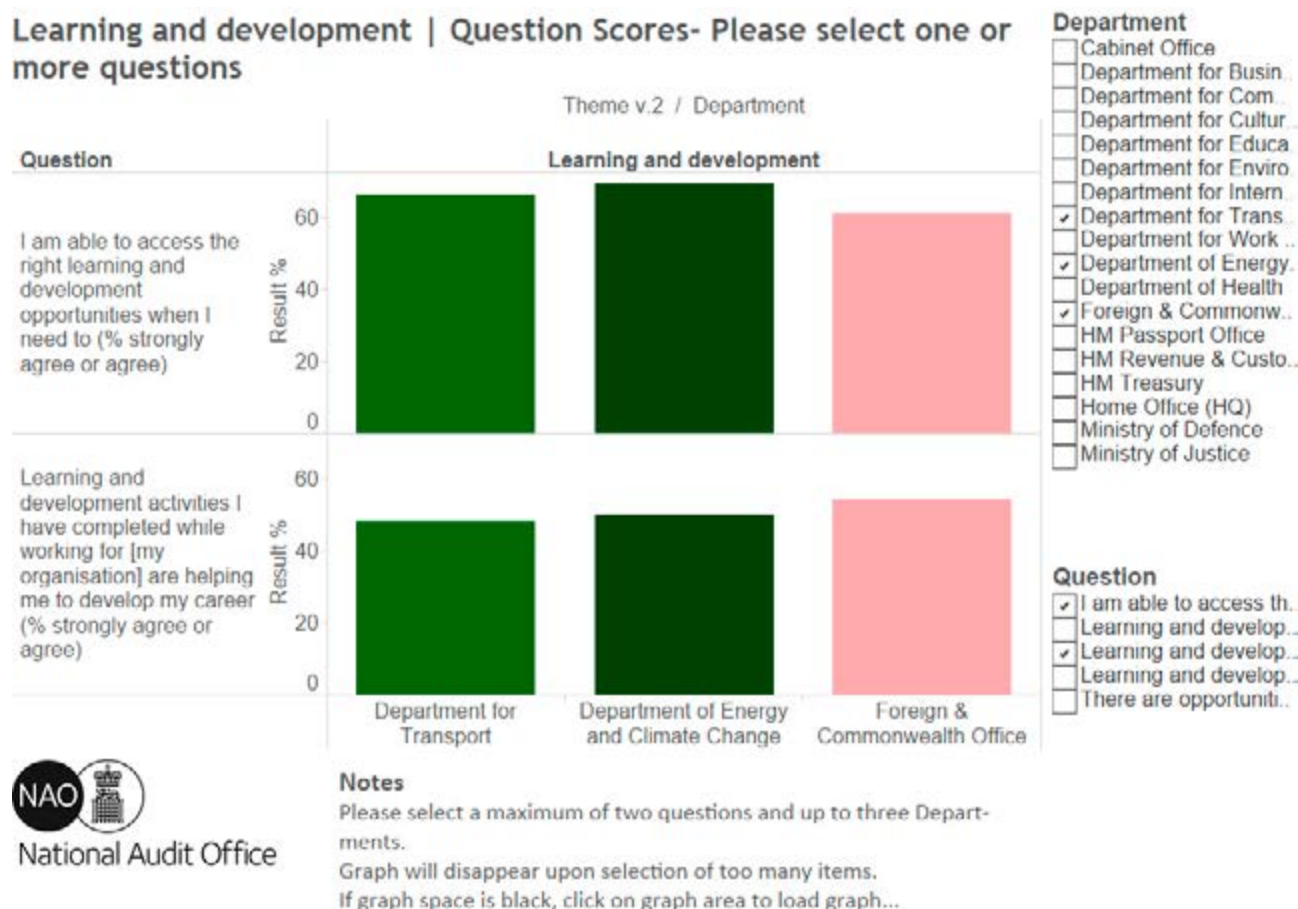 Learning and development | Question Scores- Please select one or
more questions
Theme v.2 / Department
Question
Learning and development
I am able to access the
right learning and
development
opportunities when I
need to (% strongly
agree or agree)
Result %
60
40
20
0
Learning and
development activities I
have completed while
working for [my
organisation] are helping
me to develop my career
(% strongly agree or
agree)
Result %
60
40
20
0
Department for
Transport
Department of Energy
and Climate Change
Foreign &
Commonwealth Office
Department
Cabinet Office
Department for Busin..
Department for Com..
Department for Cultur..
Department for Educa.
Department for Enviro.
Department for Intern..
Department for Trans..
Department for Work ..
Department of Energy.
Department of Health
Foreign & Commonw..
HM Passport Office
HM Revenue & Custo..
HM Treasury
Home Office (HQ)
Ministry of Defence
Ministry of Justice
Question
I am able to access th..
Learning and develop..
Learning and develop..
Learning and develop..
There are opportuniti..
NAO
National Audit Office
Notes
Please select a maximum of two questions and up to three Depart-
ments.
Graph will disappear upon selection of too many items.
If graph space is black, click on graph area to load graph...